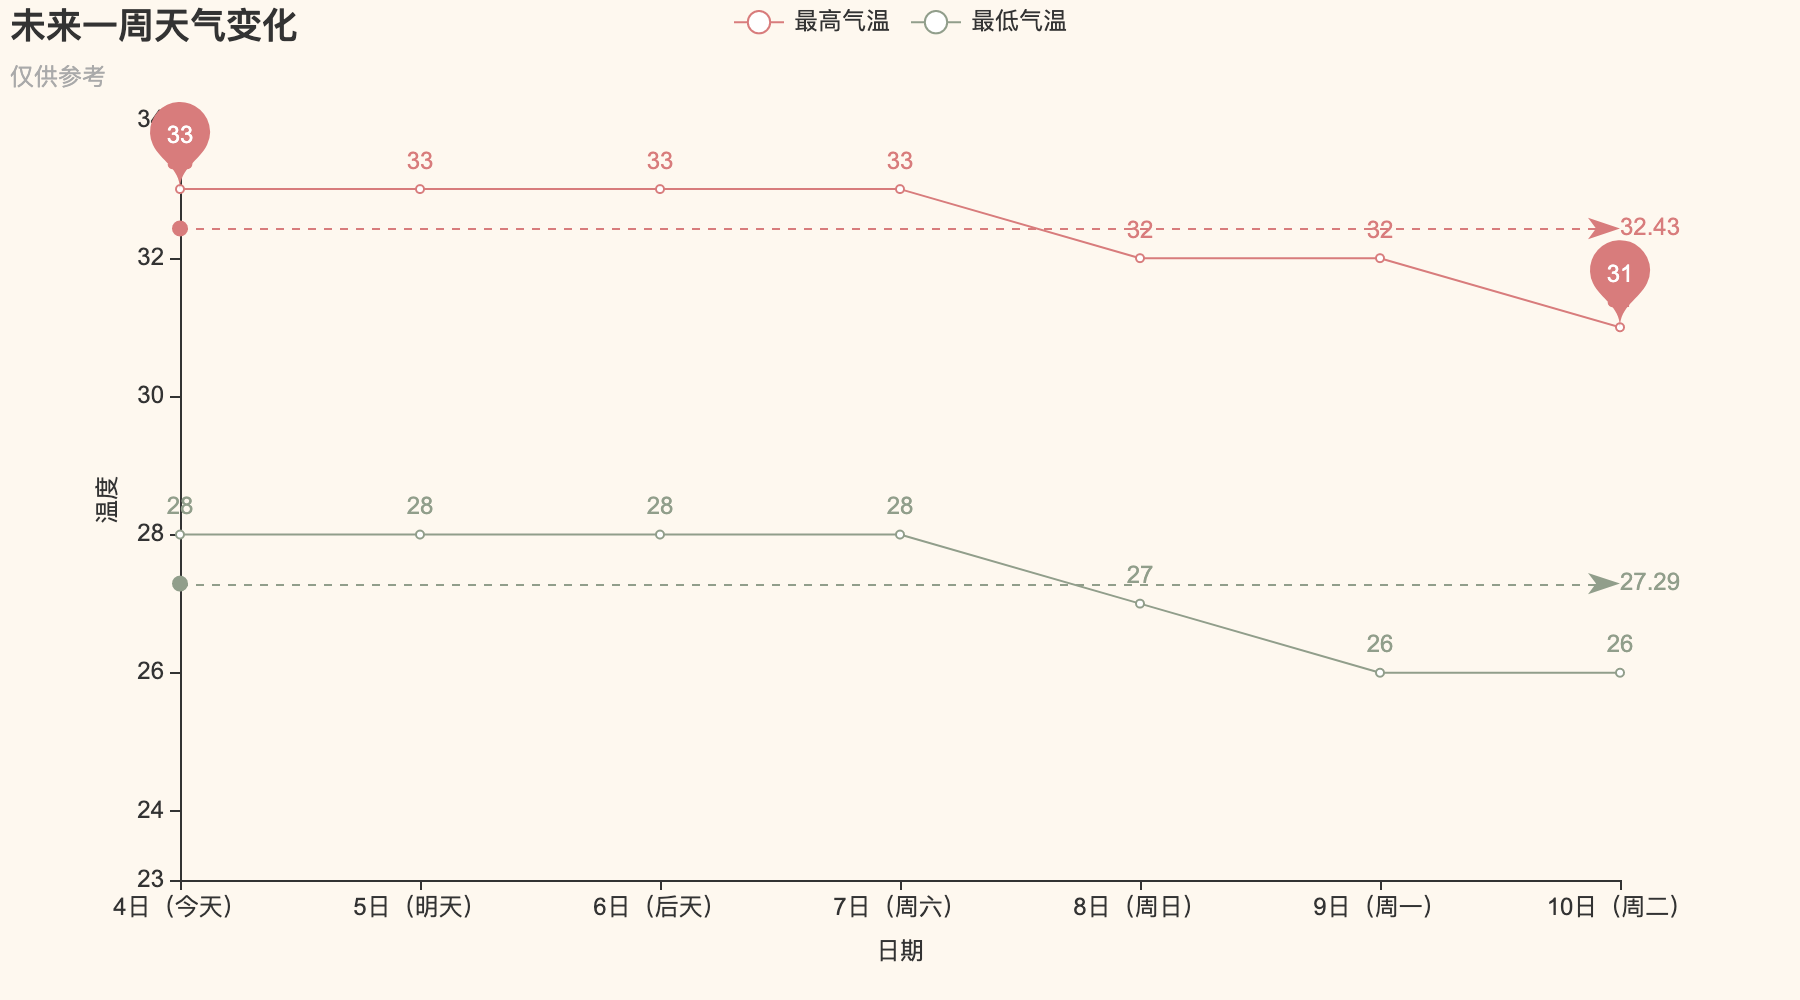 未来一周天气变化
仅供参考
最高气温
最低气温
33
33
33
33
32
32
31
32.43
32
30
28
26
24
23
温度
28
28
28
28
27
26
26
27.29
4日（今天）
5日（明天）
6日（后天）
7日（周六）
8日（周日）
9日（周一）
10日（周二）
日期